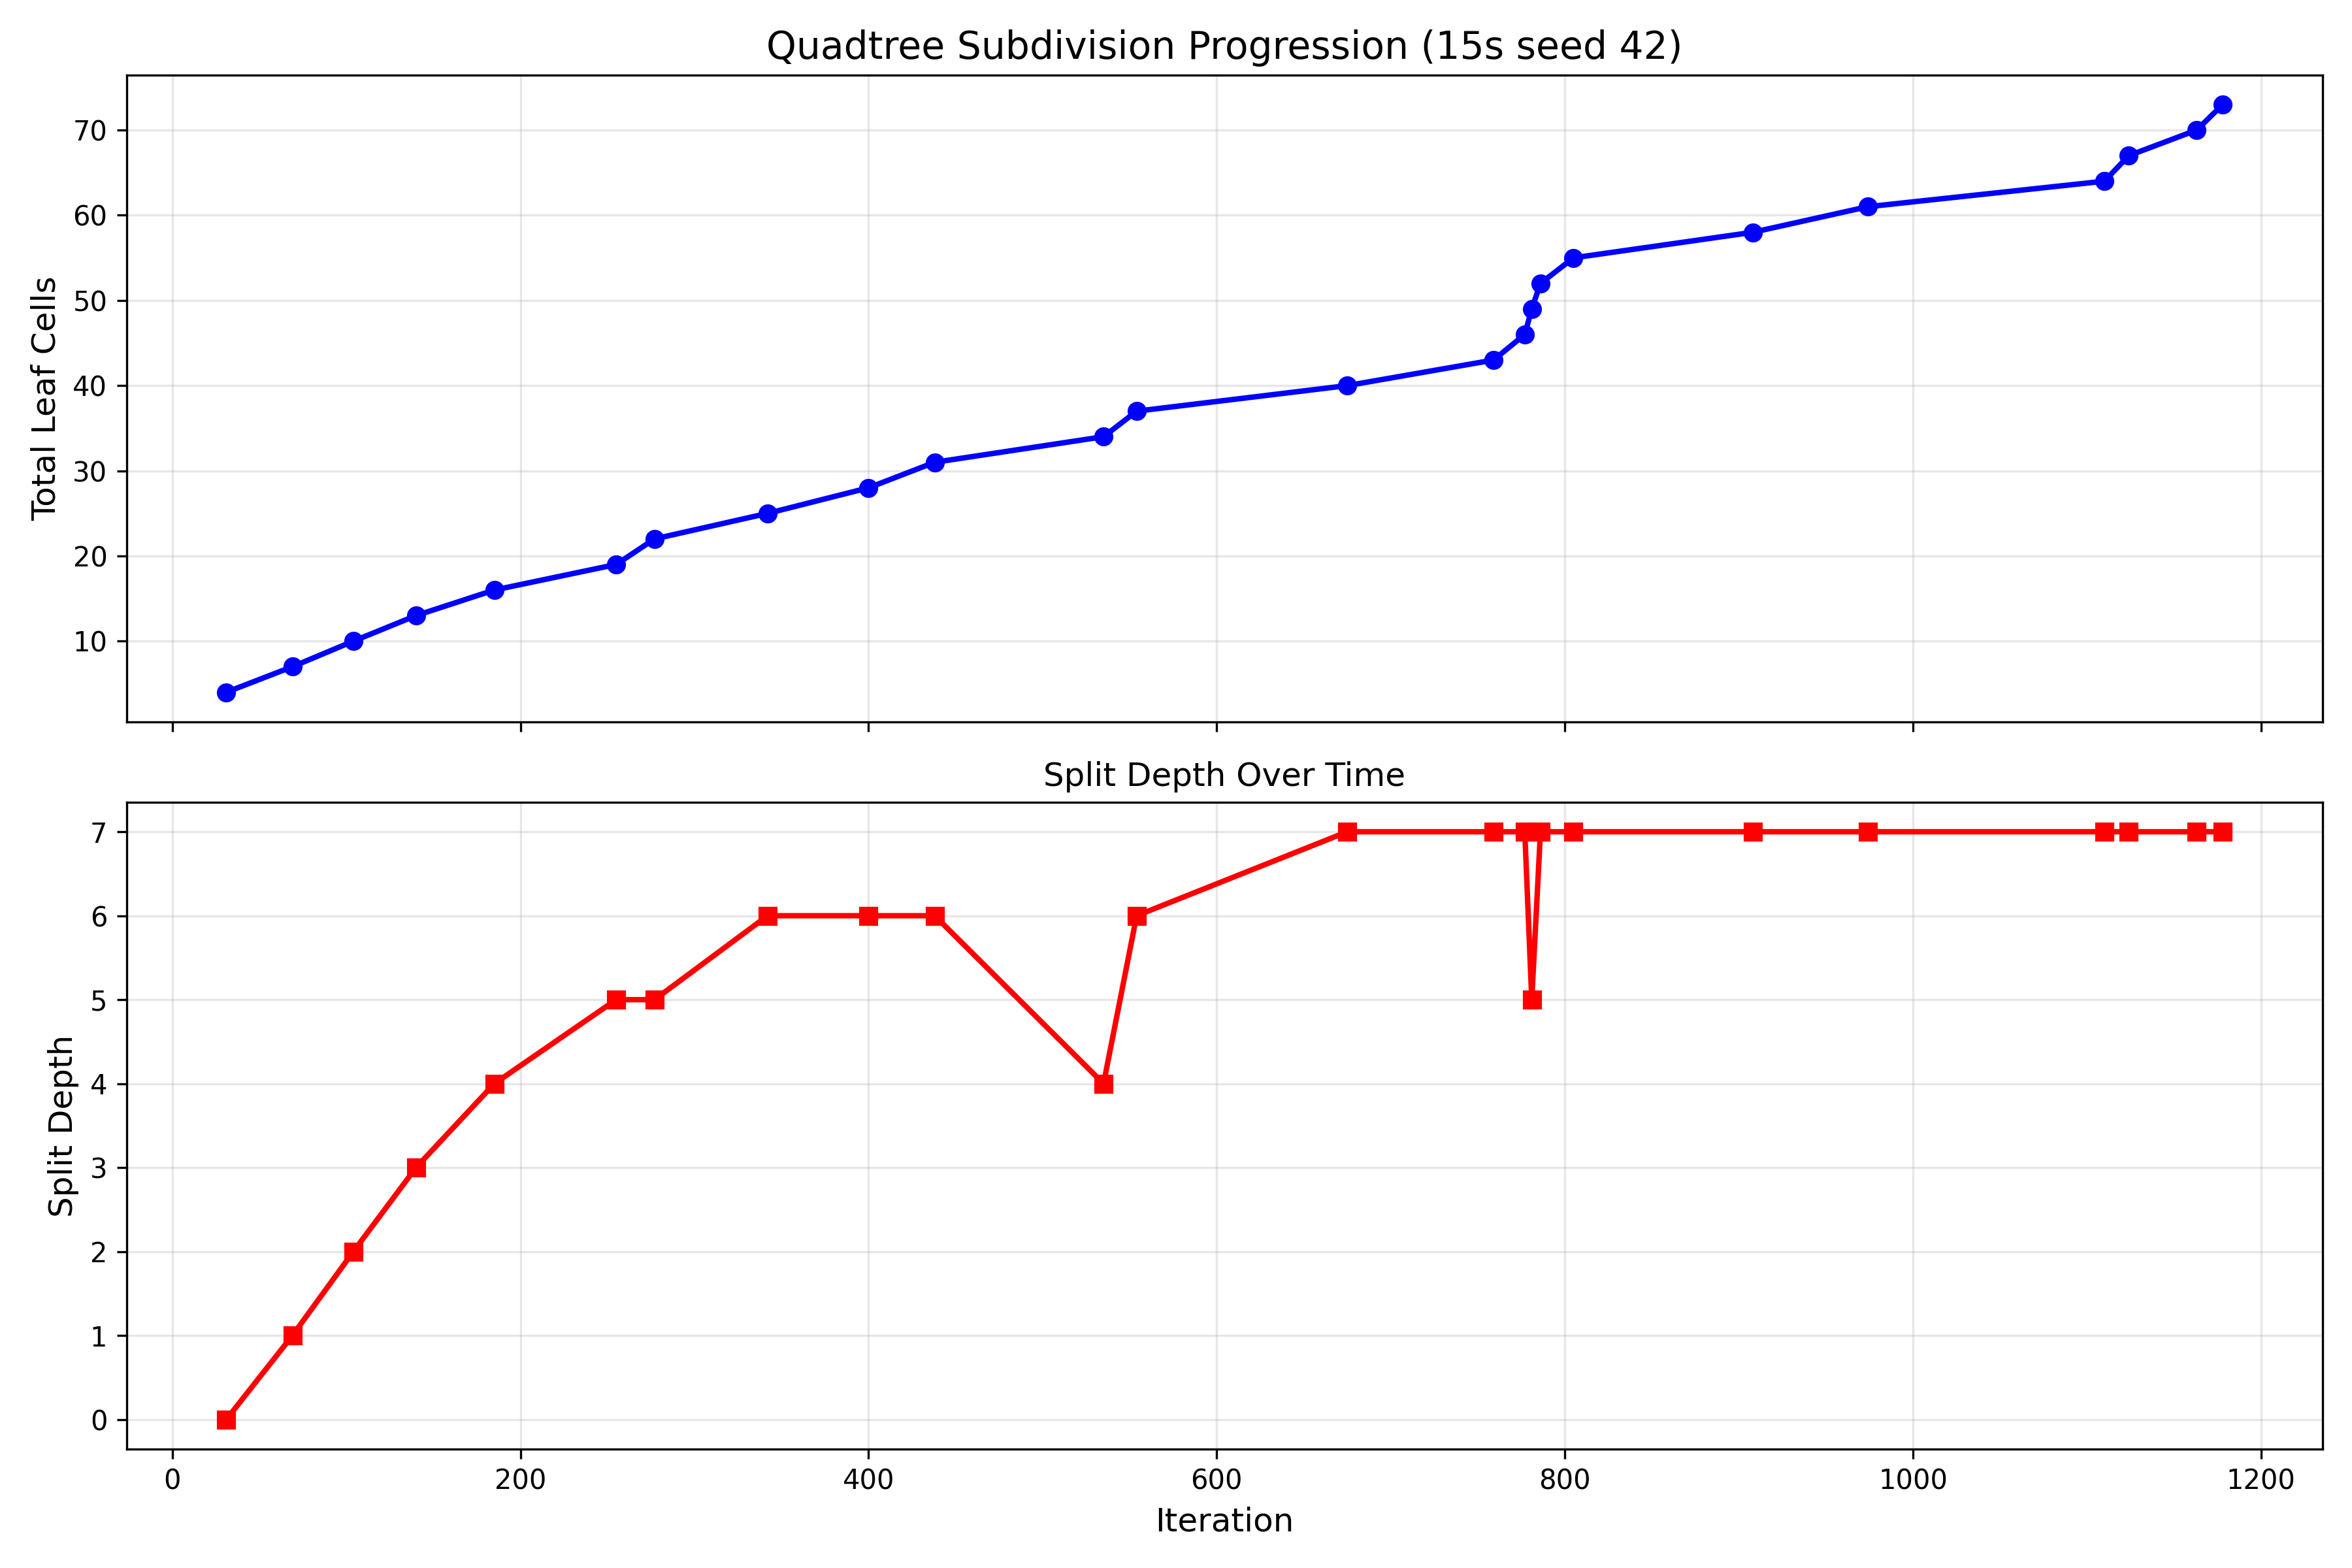 Quadtree Subdivision Progression (15s seed 42)
Total Leaf Cells
70
60
50
40
30
20
10
Split Depth Over Time
Split Depth
7
6
5
4
3
2
1
0
0 200 400 600 800 1000 1200
Iteration